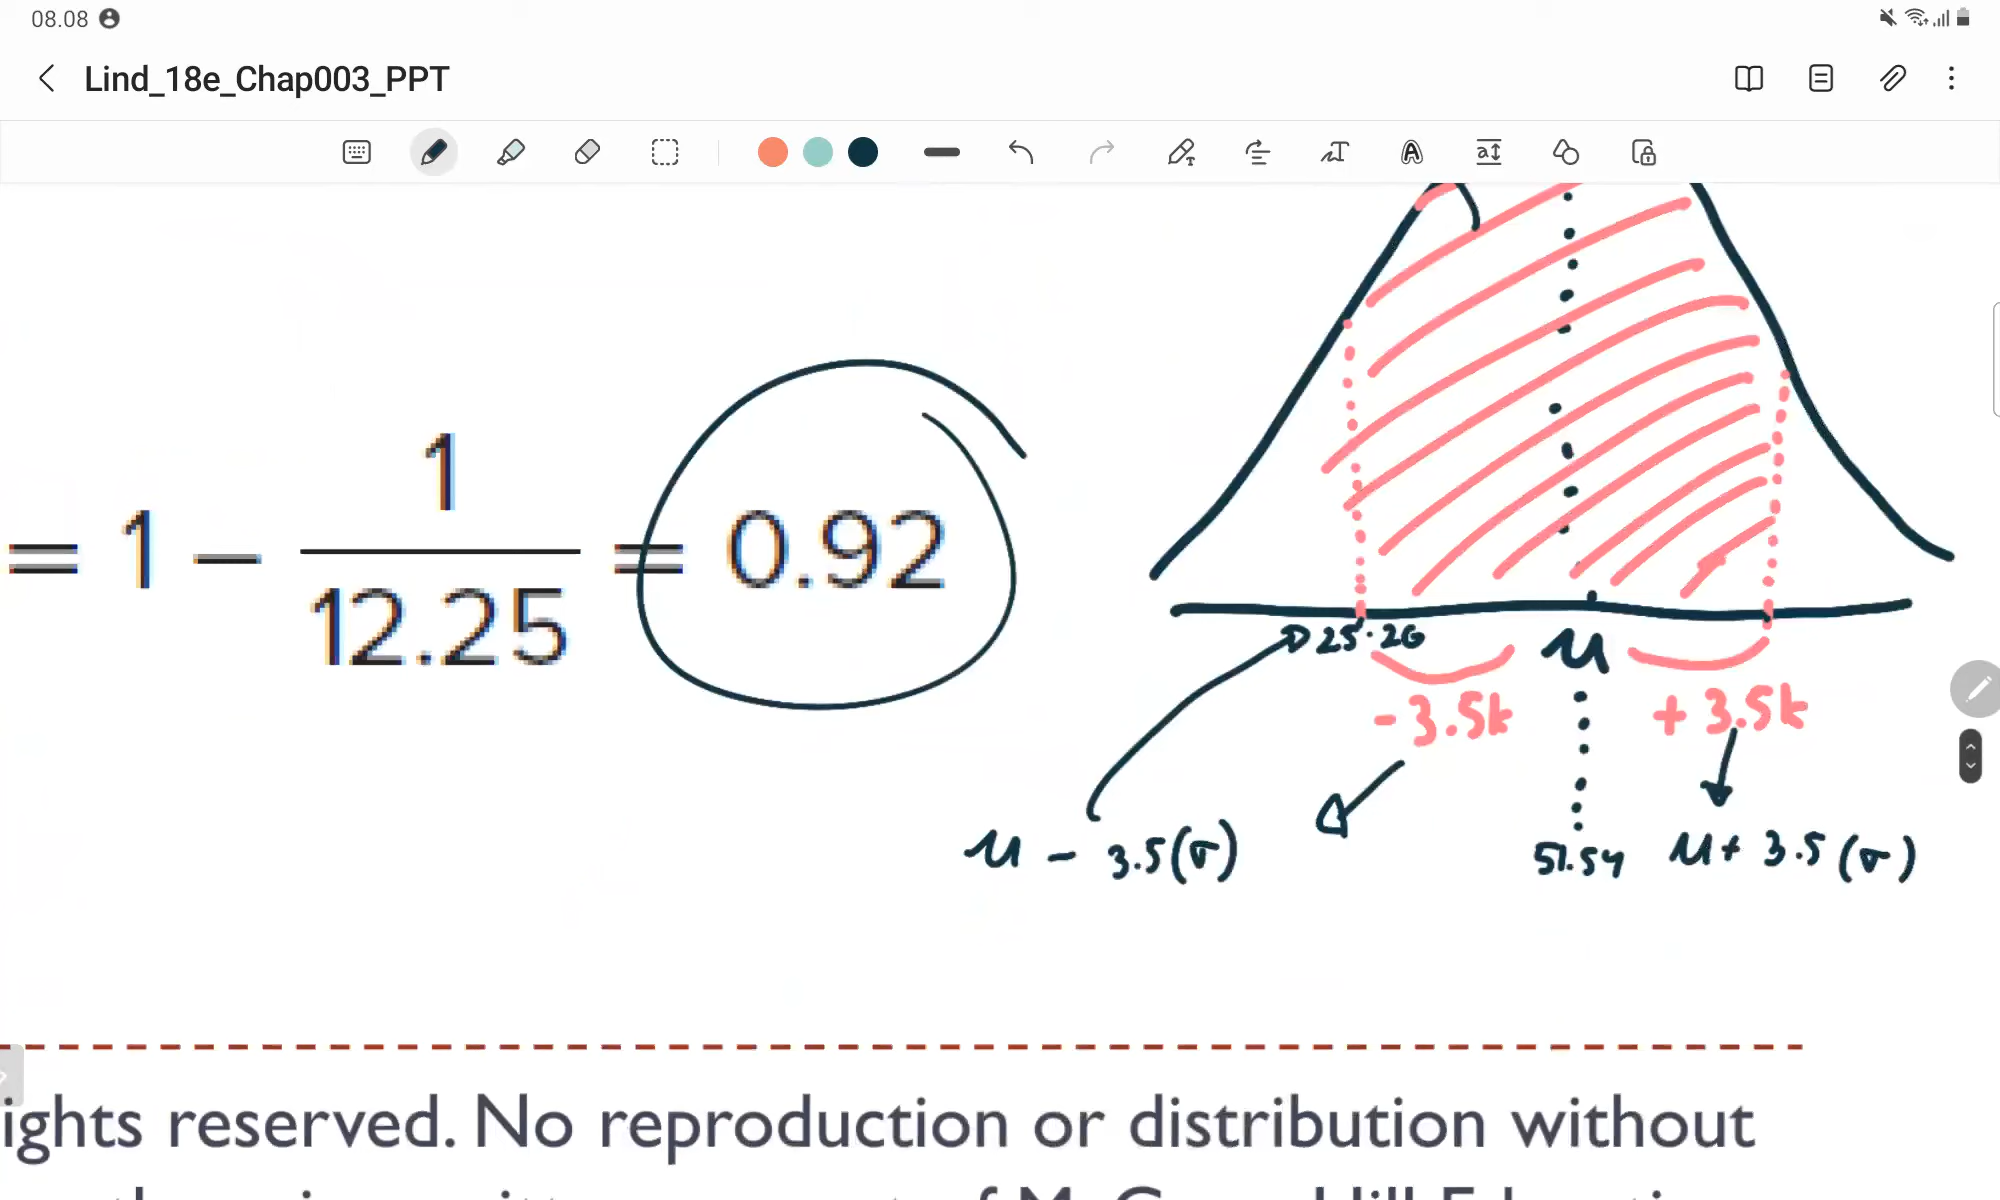 08.08
Lind_18e_Chap003_PPT
= 1 − 1/12.25 = 0.92
25.26
μ
- 3.5k
+ 3.5k
μ - 3.5(σ)
51.54
μ + 3.5(σ)
ights reserved. No reproduction or distribution without